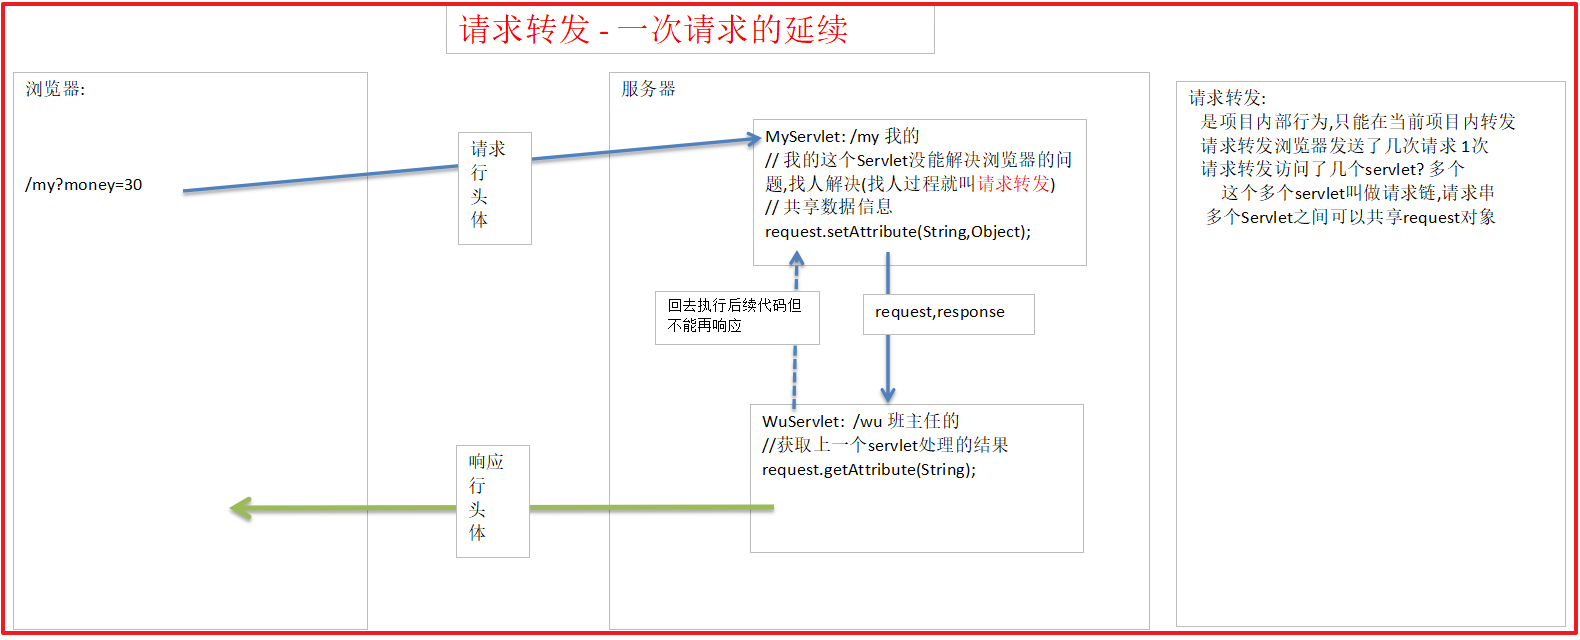 请求转发 - 一次请求的延续
浏览器:
/my?money=30
请求
行
头
体
服务器
MyServlet: /my 我的
// 我的这个Servlet没能解决浏览器的问
题,找人解决(找人过程就叫请求转发)
// 共享数据信息
request.setAttribute(String,Object);
回去执行后续代码但
不能再响应
request,response
WuServlet: /wu 班主任的
//获取上一个servlet处理的结果
request.getAttribute(String);
响应
行
头
体
请求转发:
是项目内部行为,只能在当前项目内转发
请求转发浏览器发送了几次请求 1次
请求转发访问了几个servlet? 多个
这个多个servlet叫做请求链,请求串
多个Servlet之间可以共享request对象